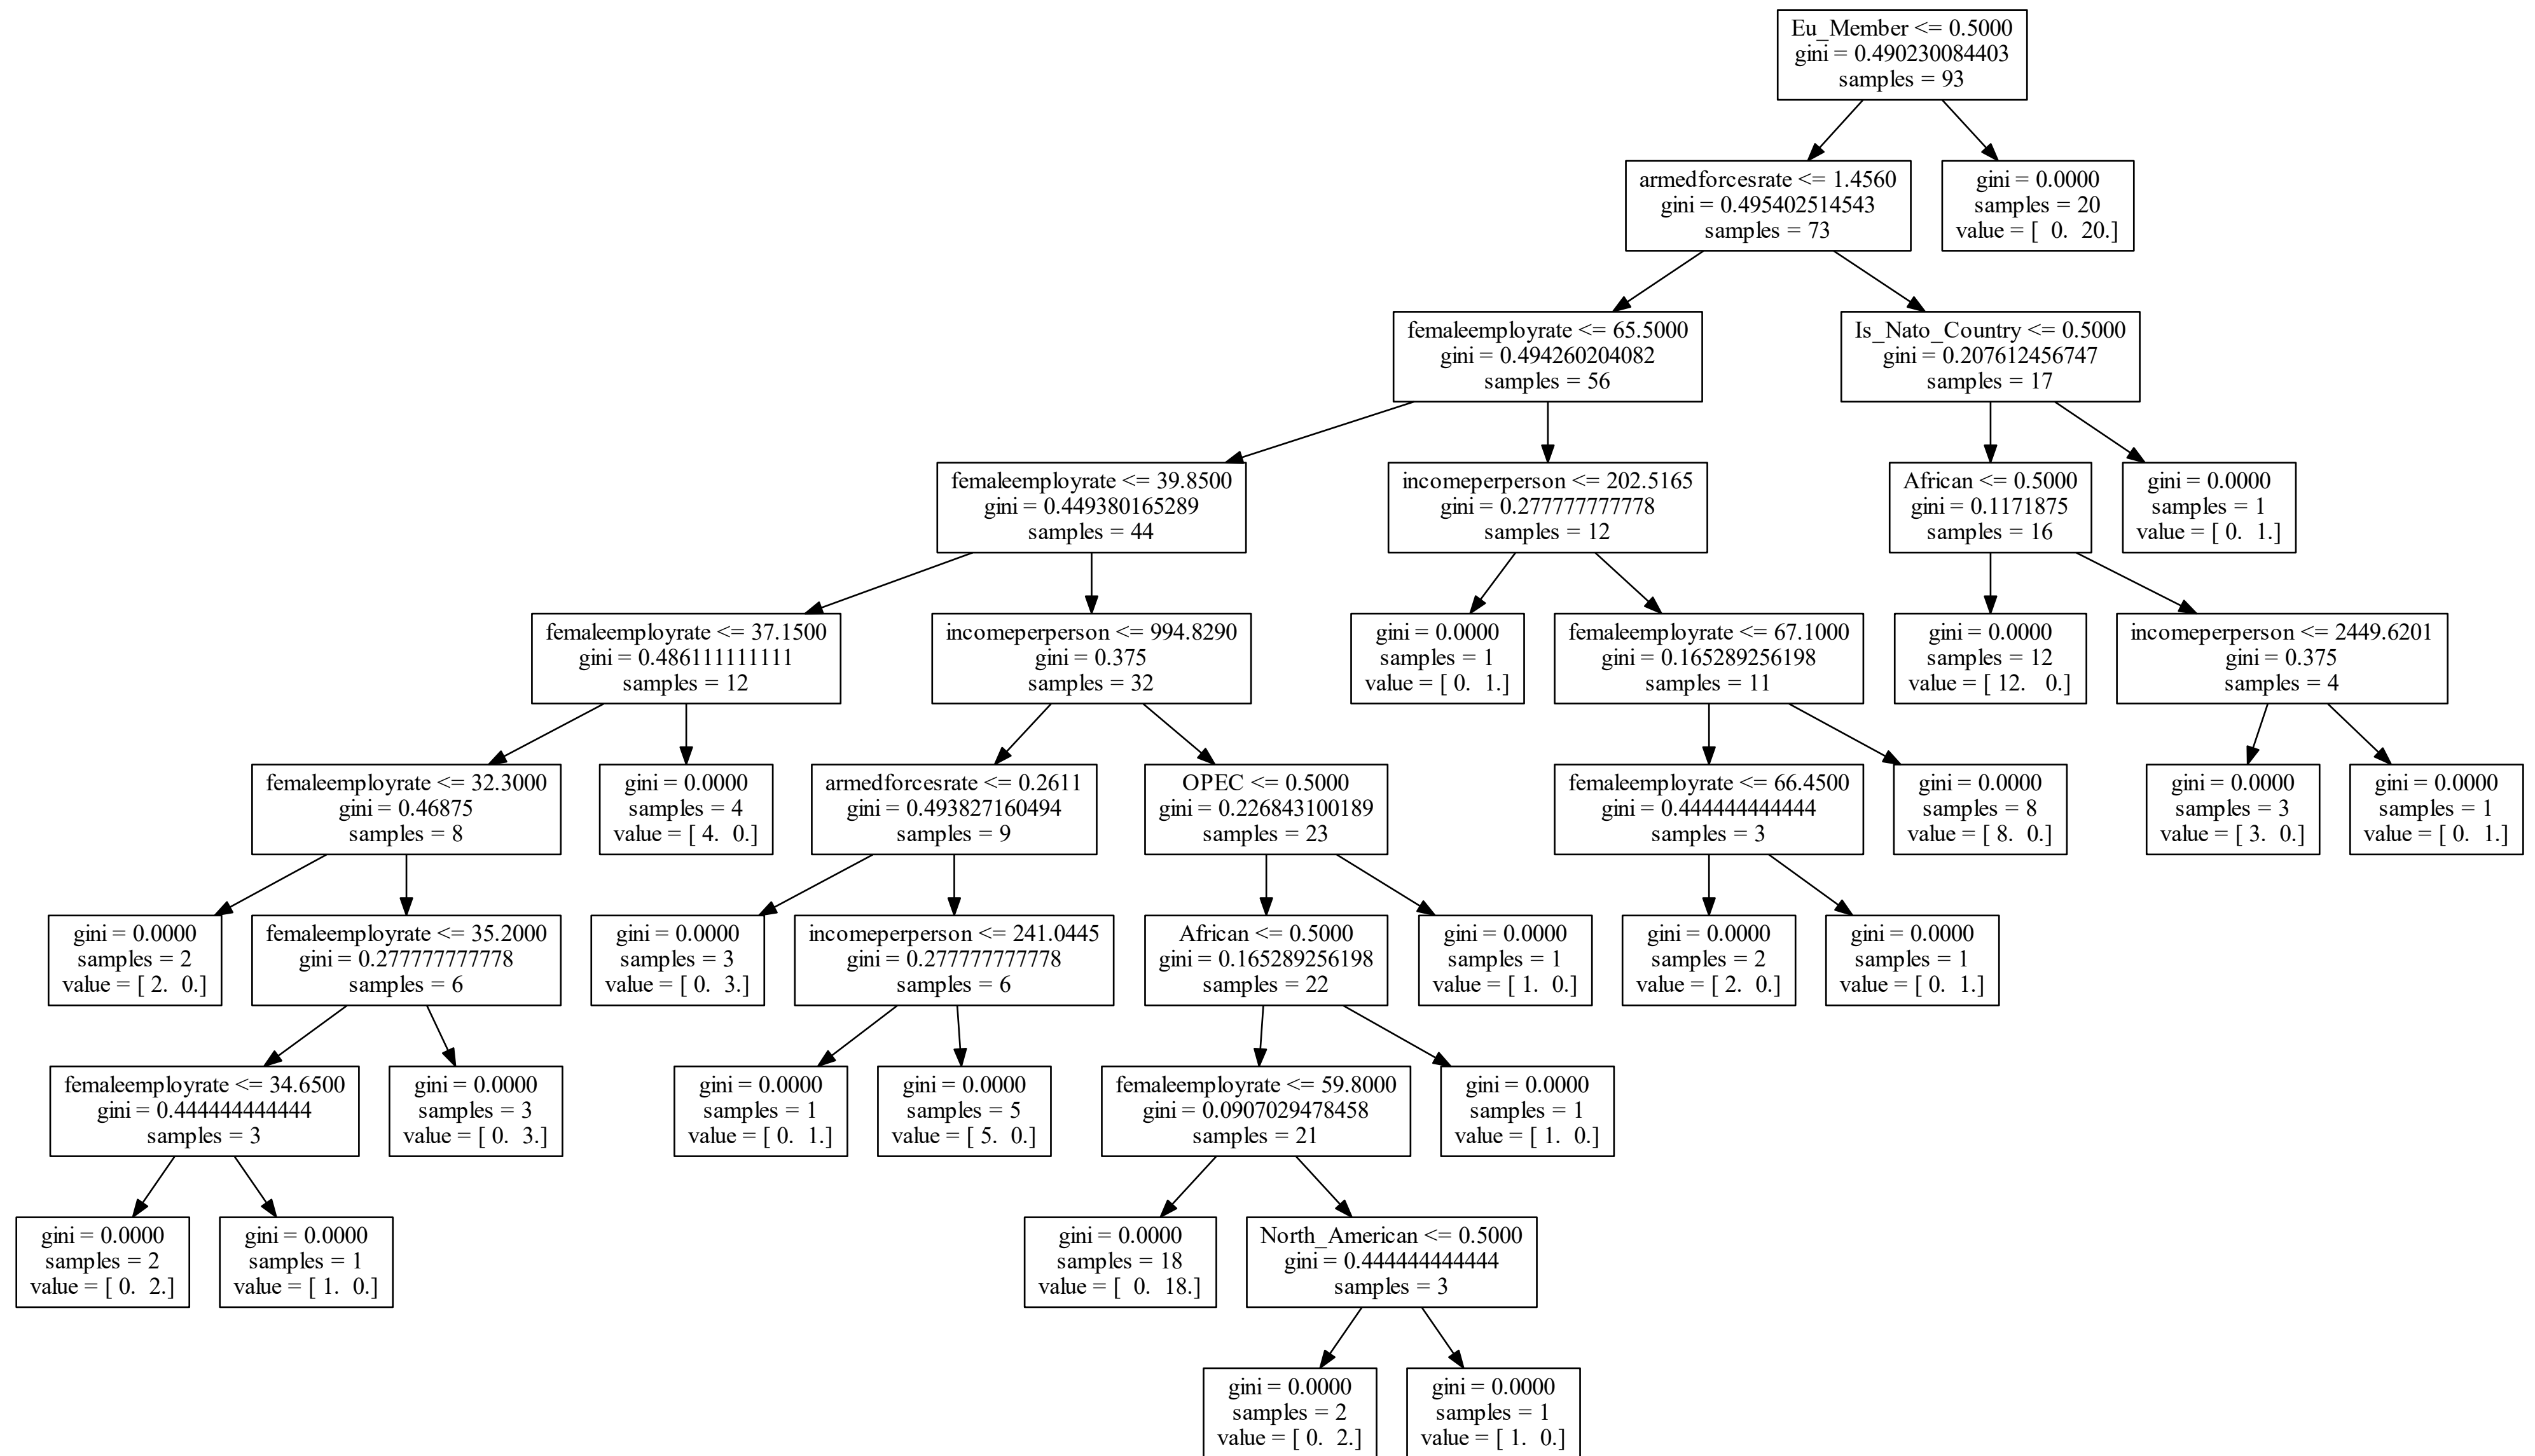 Eu_Member <= 0.5000
gini = 0.490230084403
samples = 93
armedforcesrate <= 1.4560
gini = 0.495402514543
samples = 73
gini = 0.0000
samples = 20
value = [  0.  20.]
femaleemployrate <= 65.5000
gini = 0.494260204082
samples = 56
Is_Nato_Country <= 0.5000
gini = 0.207612456747
samples = 17
femaleemployrate <= 39.8500
gini = 0.449380165289
samples = 44
incomeperperson <= 202.5165
gini = 0.277777777778
samples = 12
African <= 0.5000
gini = 0.1171875
samples = 16
gini = 0.0000
samples = 1
value = [ 0.  1.]
femaleemployrate <= 37.1500
gini = 0.486111111111
samples = 12
incomeperperson <= 994.8290
gini = 0.375
samples = 32
gini = 0.0000
samples = 1
value = [ 0.  1.]
femaleemployrate <= 67.1000
gini = 0.165289256198
samples = 11
gini = 0.0000
samples = 12
value = [ 12.   0.]
incomeperperson <= 2449.6201
gini = 0.375
samples = 4
femaleemployrate <= 32.3000
gini = 0.46875
samples = 8
gini = 0.0000
samples = 4
value = [ 4.  0.]
armedforcesrate <= 0.2611
gini = 0.493827160494
samples = 9
OPEC <= 0.5000
gini = 0.226843100189
samples = 23
femaleemployrate <= 66.4500
gini = 0.444444444444
samples = 3
gini = 0.0000
samples = 8
value = [ 8.  0.]
gini = 0.0000
samples = 3
value = [ 3.  0.]
gini = 0.0000
samples = 1
value = [ 0.  1.]
gini = 0.0000
samples = 2
value = [ 2.  0.]
femaleemployrate <= 35.2000
gini = 0.277777777778
samples = 6
gini = 0.0000
samples = 3
value = [ 0.  3.]
incomeperperson <= 241.0445
gini = 0.277777777778
samples = 6
African <= 0.5000
gini = 0.165289256198
samples = 22
gini = 0.0000
samples = 1
value = [ 1.  0.]
gini = 0.0000
samples = 2
value = [ 2.  0.]
gini = 0.0000
samples = 1
value = [ 0.  1.]
femaleemployrate <= 34.6500
gini = 0.444444444444
samples = 3
gini = 0.0000
samples = 3
value = [ 0.  3.]
gini = 0.0000
samples = 1
value = [ 0.  1.]
gini = 0.0000
samples = 5
value = [ 5.  0.]
femaleemployrate <= 59.8000
gini = 0.0907029478458
samples = 21
gini = 0.0000
samples = 1
value = [ 1.  0.]
gini = 0.0000
samples = 2
value = [ 0.  2.]
gini = 0.0000
samples = 1
value = [ 1.  0.]
gini = 0.0000
samples = 18
value = [  0.  18.]
North_American <= 0.5000
gini = 0.444444444444
samples = 3
gini = 0.0000
samples = 2
value = [ 0.  2.]
gini = 0.0000
samples = 1
value = [ 1.  0.]